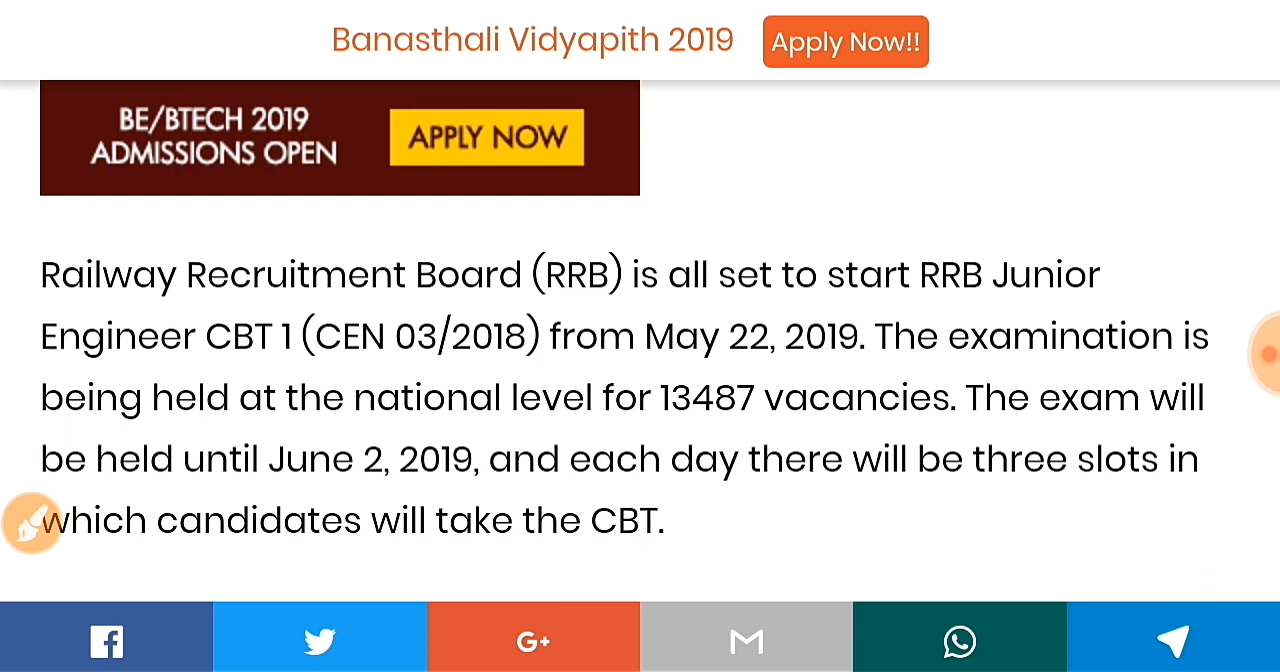 Banasthali Vidyapith 2019 Apply Now!!
BE/BTECH 2019
ADMISSIONS OPEN
APPLY NOW
Railway Recruitment Board (RRB) is all set to start RRB Junior
Engineer CBT 1 (CEN 03/2018) from May 22, 2019. The examination is
being held at the national level for 13487 vacancies. The exam will
be held until June 2, 2019, and each day there will be three slots in
which candidates will take the CBT.
G+